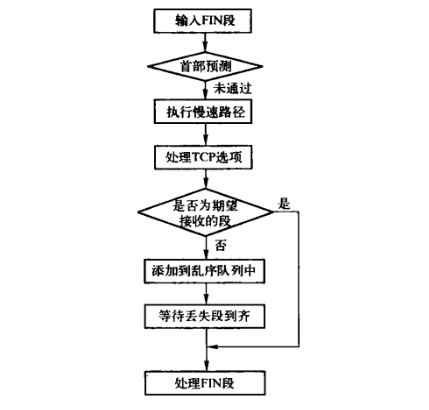 输入FIN段
首部预测
未通过
执行慢速路径
处理TCP选项
是否为期望
接收的段
是
否
添加到乱序队列中
等待丢失段到齐
处理FIN段